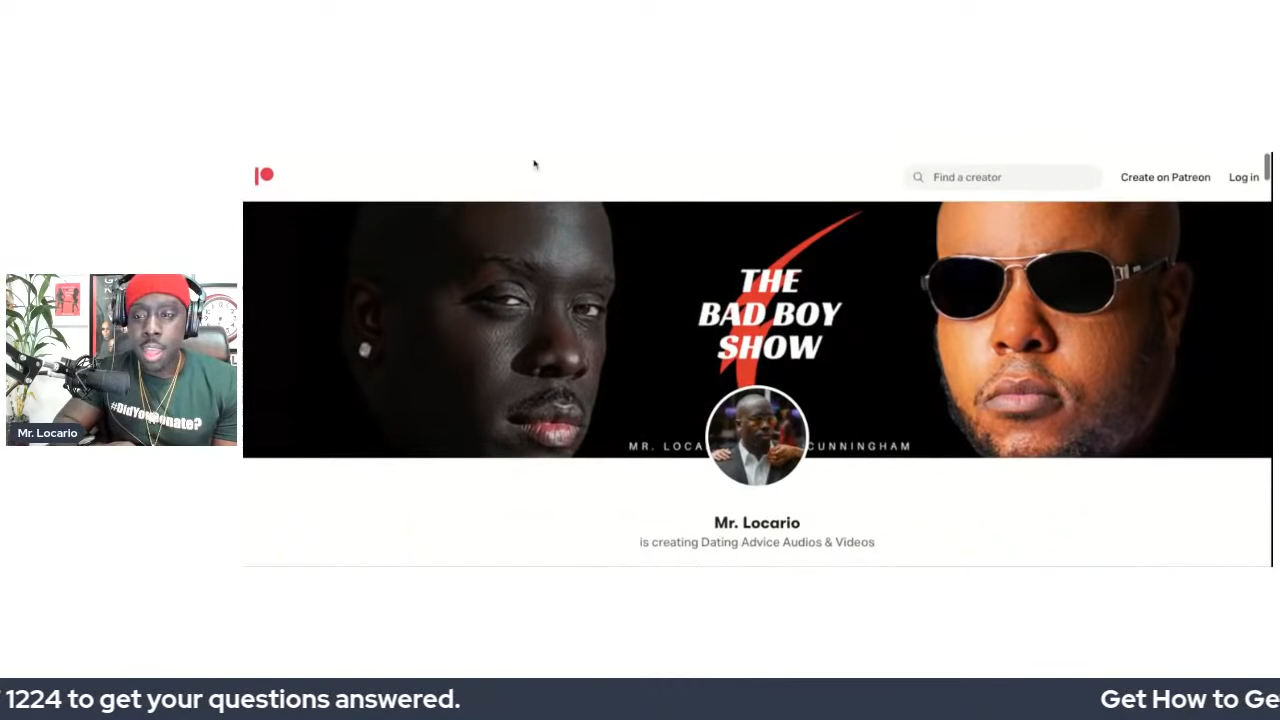 Find a creator
Create on Patreon
Log in
THE
BAD BOY
SHOW
MR. LOCA
CUNNINGHAM
Mr. Locario
is creating Dating Advice Audios & Videos
Mr. Locario
1224 to get your questions answered.
Get How to Ge